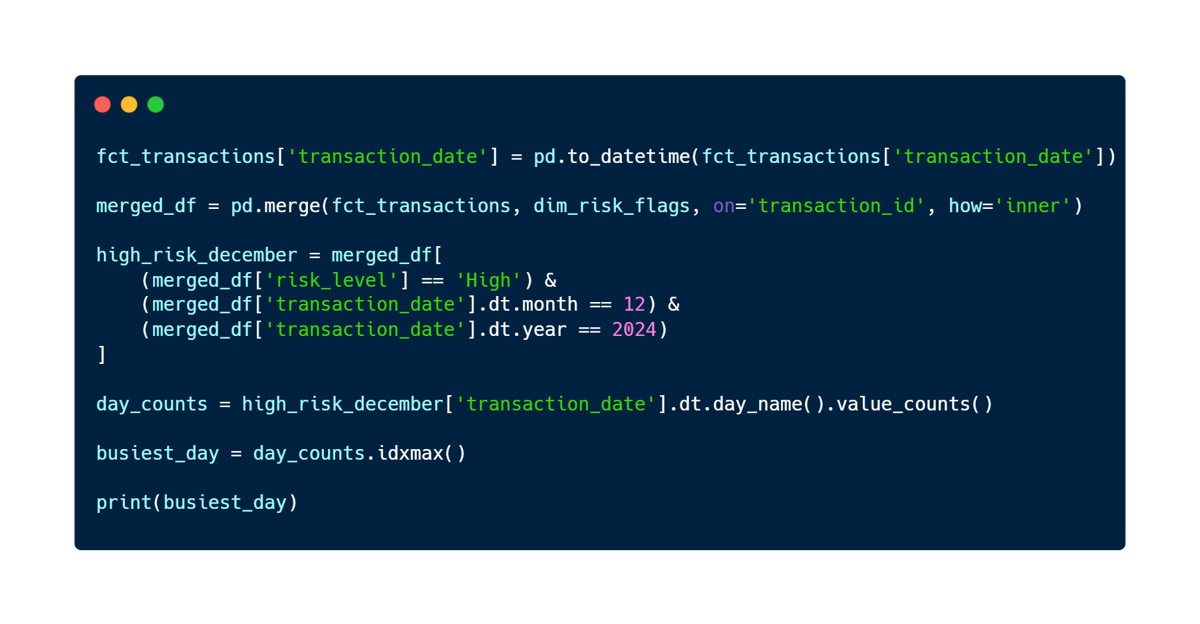 fct_transactions['transaction_date'] = pd.to_datetime(fct_transactions['transaction_date'])
merged_df = pd.merge(fct_transactions, dim_risk_flags, on='transaction_id', how='inner')
high_risk_december = merged_df[
    (merged_df['risk_level'] == 'High') &
    (merged_df['transaction_date'].dt.month == 12) &
    (merged_df['transaction_date'].dt.year == 2024)
]
day_counts = high_risk_december['transaction_date'].dt.day_name().value_counts()
busiest_day = day_counts.idxmax()
print(busiest_day)